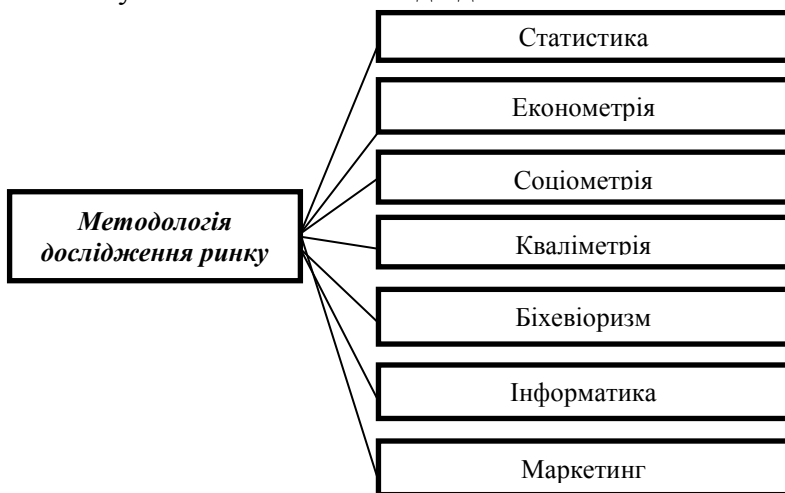 Статистика
Економетрія
Соціометрія
Методологія
дослідження ринку
Кваліметрія
Біхевіоризм
Інформатика
Маркетинг